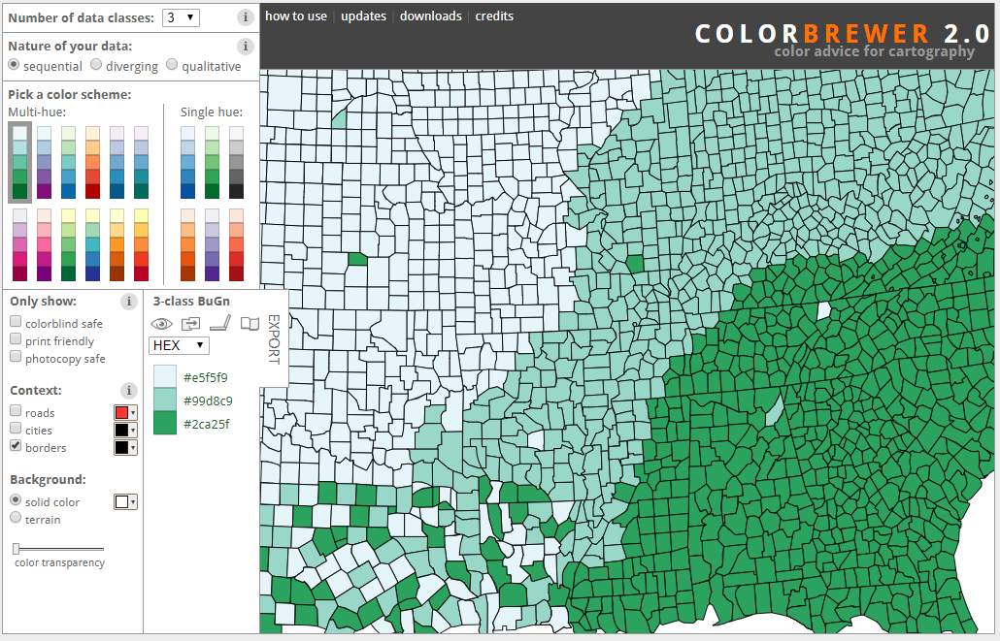 Number of data classes: 3 i
how to use | updates | downloads | credits
COLORBREWER 2.0
color advice for cartography
Nature of your data: i
sequential diverging qualitative
Pick a color scheme:
Multi-hue: Single hue:
Only show: i
colorblind safe
print friendly
photocopy safe
Context: i
roads
cities
borders
Background:
solid color
terrain
color transparency
3-class BuGn
EXPORT
HEX
#e5f5f9
#99d8c9
#2ca25f